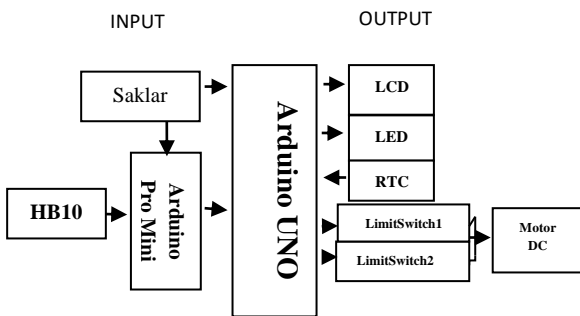 INPUT
OUTPUT
Saklar
HB10
Arduino
Pro Mini
Arduino UNO
LCD
LED
RTC
LimitSwitch1
LimitSwitch2
Motor
DC